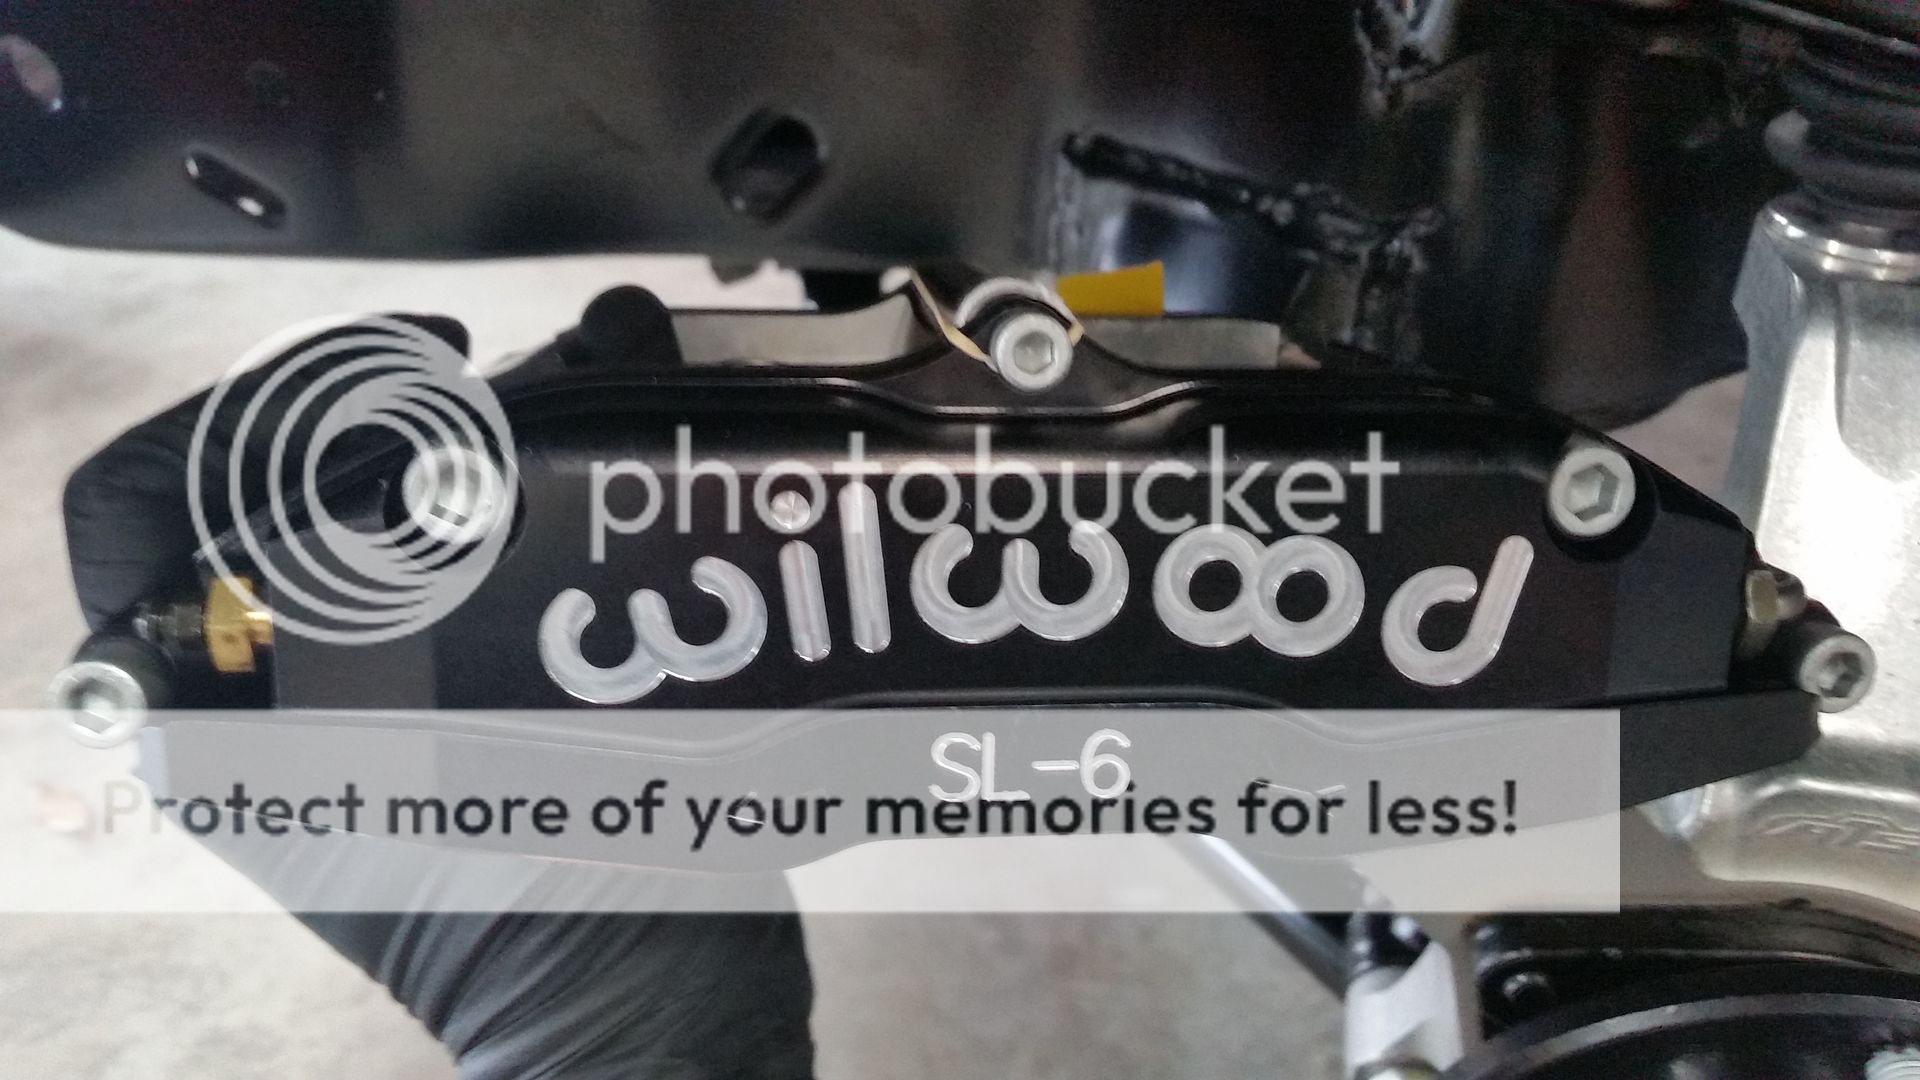 photobucket
wilwood
SL-6
Protect more of your memories for less!